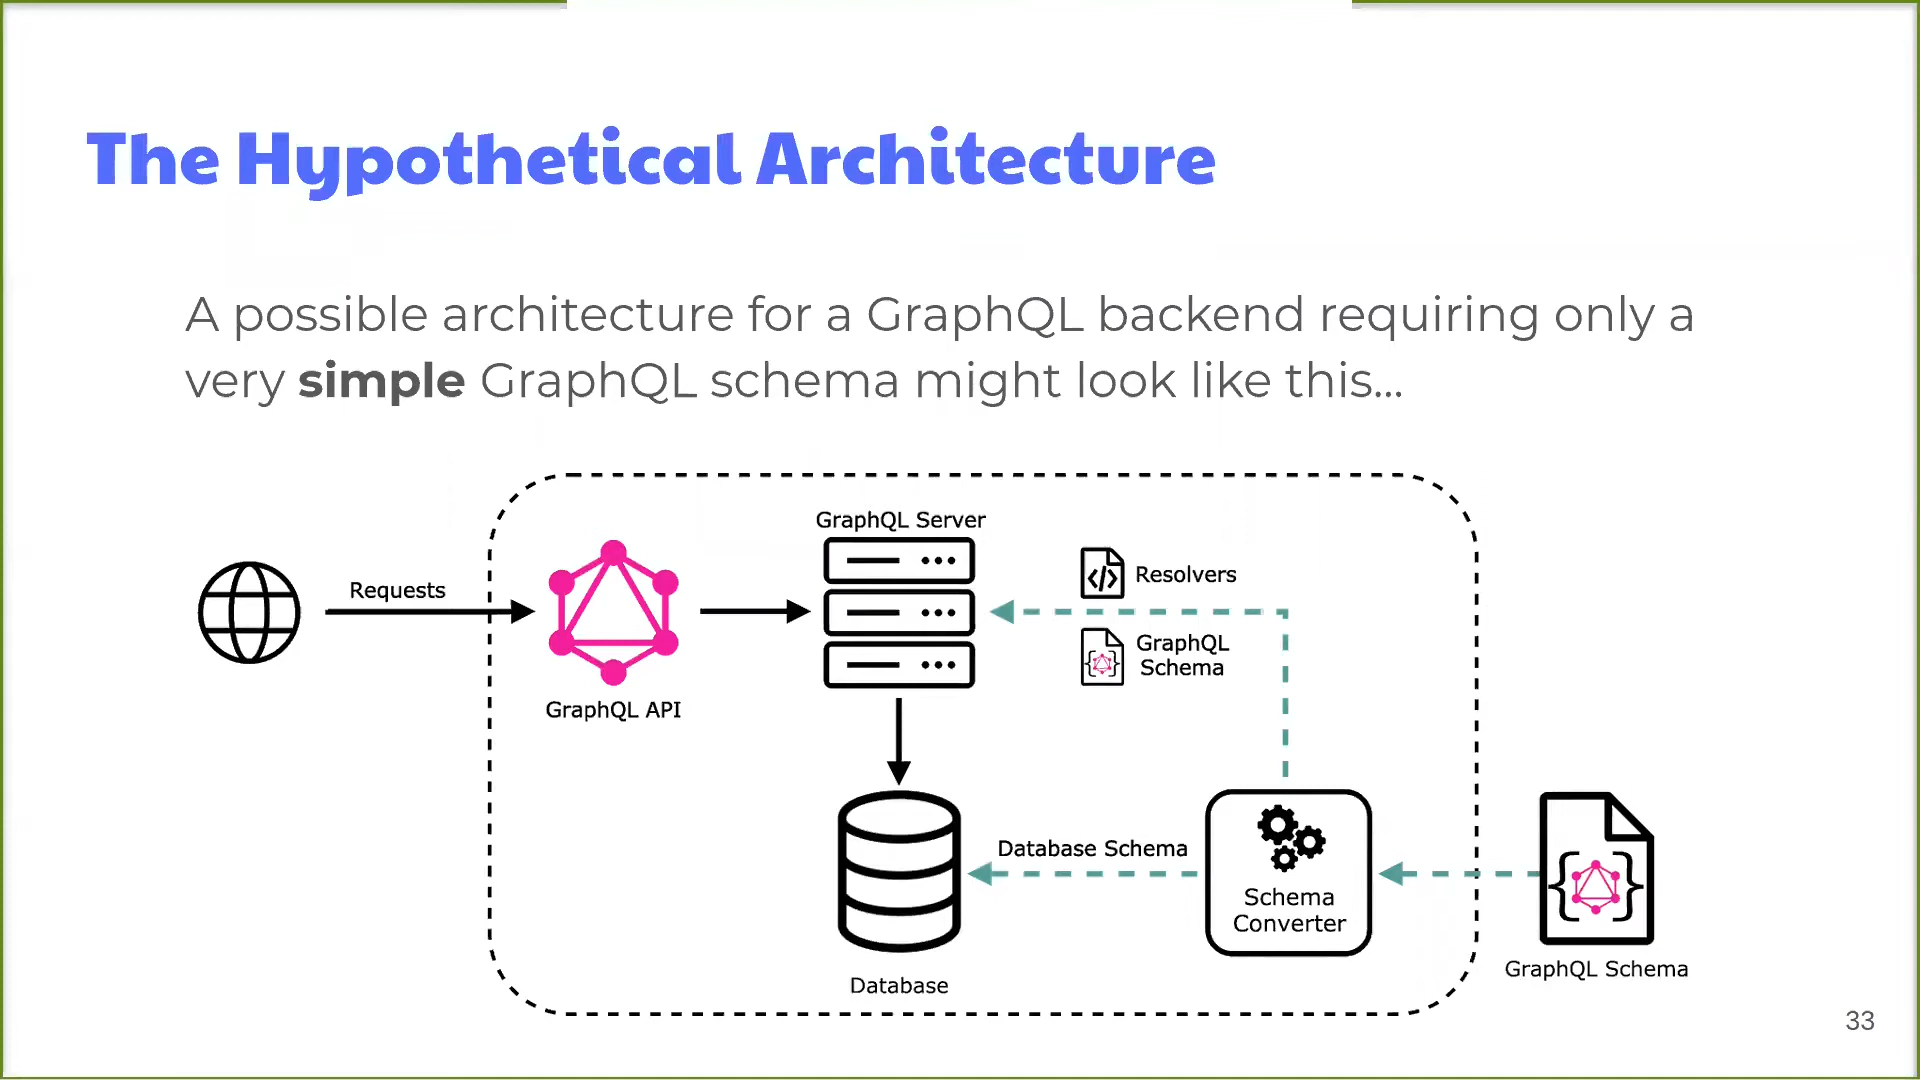 The Hypothetical Architecture
A possible architecture for a GraphQL backend requiring only a
very simple GraphQL schema might look like this...
GraphQL Server
Requests
Resolvers
GraphQL
Schema
GraphQL API
Database Schema
Schema
Converter
GraphQL Schema
Database
33